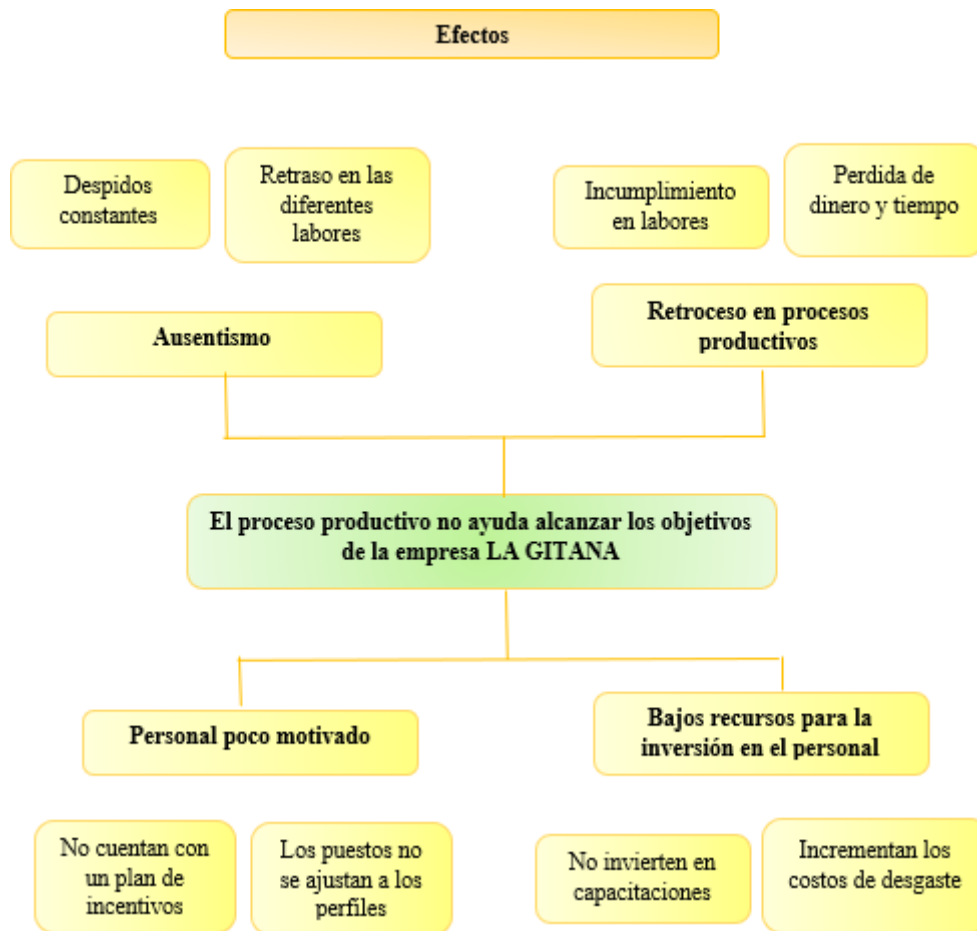 Efectos
Despidos
constantes
Retraso en las
diferentes
labores
Incumplimiento
en labores
Perdida de
dinero y tiempo
Ausentismo
Retroceso en procesos
productivos
El proceso productivo no ayuda alcanzar los objetivos
de la empresa LA GITANA
Personal poco motivado
Bajos recursos para la
inversión en el personal
No cuentan con
un plan de
incentivos
Los puestos no
se ajustan a los
perfiles
No invierten en
capacitaciones
Incrementan los
costos de desgaste